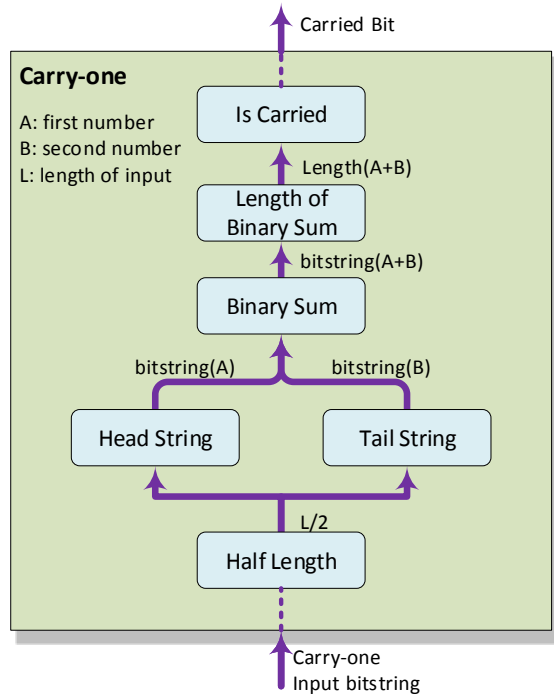 Carried Bit
Carry-one
A: first number
B: second number
L: length of input
Is Carried
Length(A+B)
Length of
Binary Sum
bitstring(A+B)
Binary Sum
bitstring(A)
bitstring(B)
Head String
Tail String
L/2
Half Length
Carry-one
Input bitstring